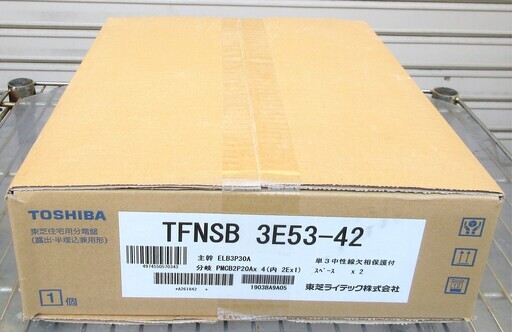 TOSHIBA
東芝住宅用分電盤
(露出・半埋込兼用形)
1個
TFNSB 3E53-42
主幹 ELB3P30A
単3中性線欠相保護付
4974550570343
分岐 PMCB2P20Ax 4(内 2Ex1)
スペース x 2
*A261842 *
1903BA9A05
東芝ライテック株式会社